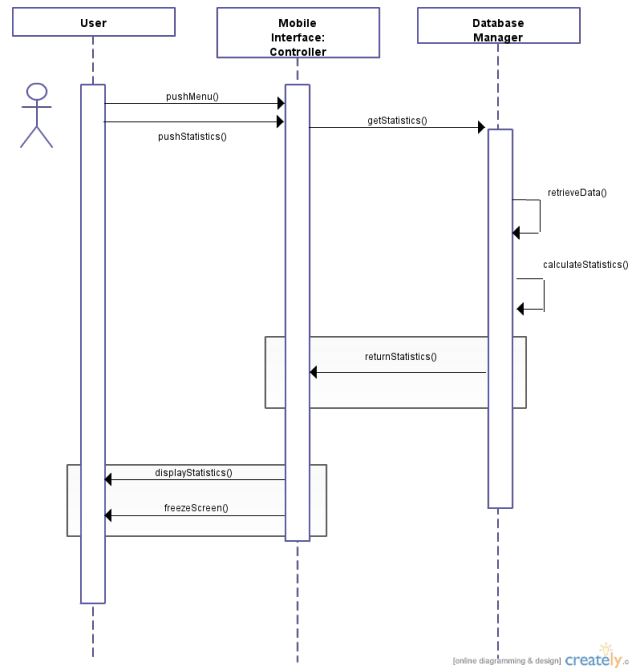 User
Mobile
Interface:
Controller
Database
Manager
pushMenu()
pushStatistics()
getStatistics()
retrieveData()
calculateStatistics()
returnStatistics()
displayStatistics()
freezeScreen()
[online diagramming & design] creately.c